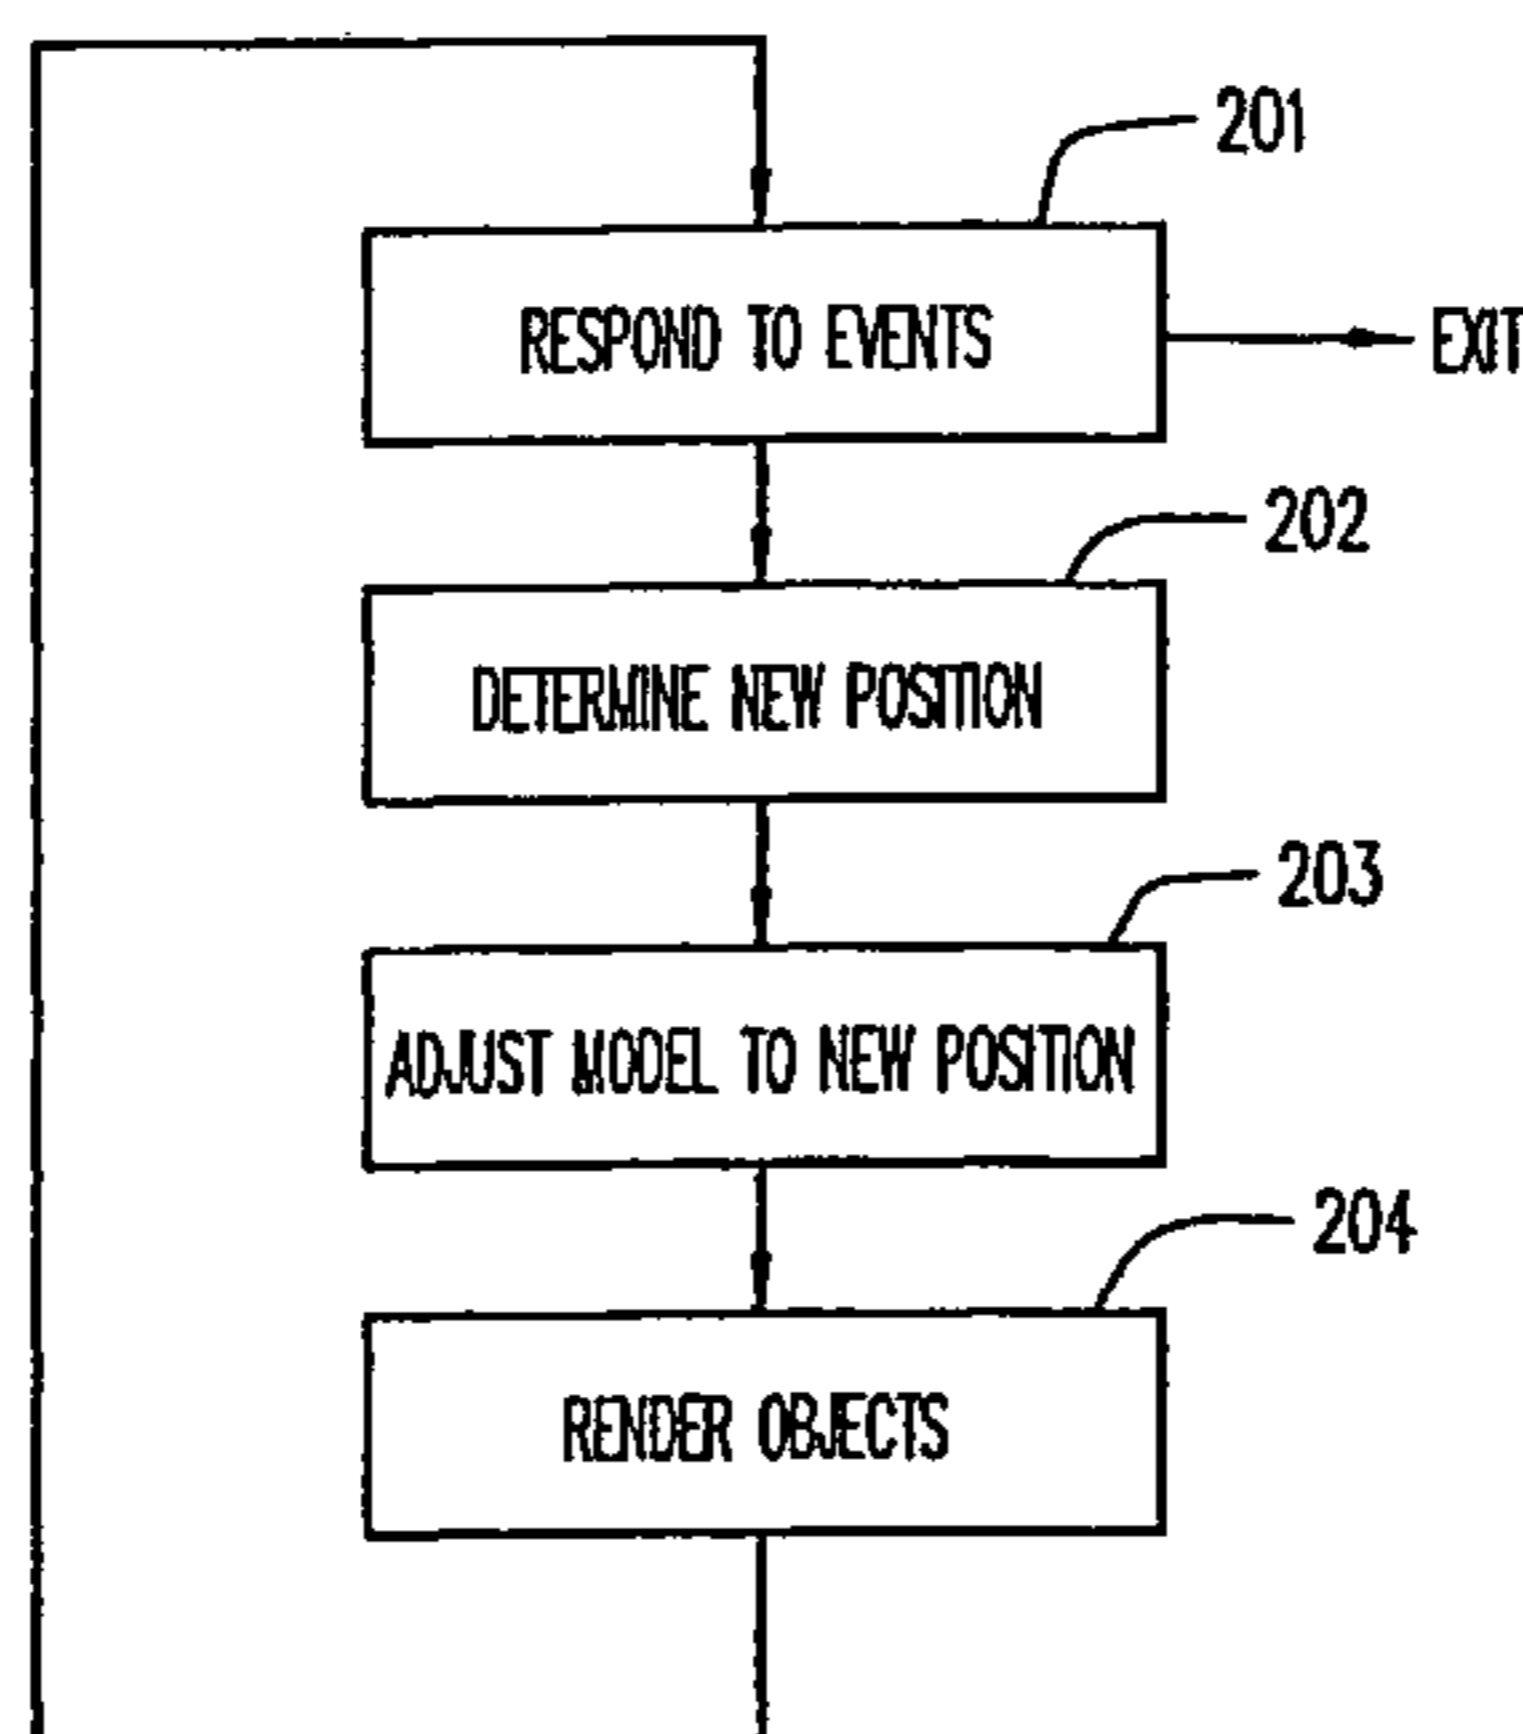 201
RESPOND TO EVENTS
EXIT
202
DETERMINE NEW POSITION
203
ADJUST MODEL TO NEW POSITION
204
RENDER OBJECTS